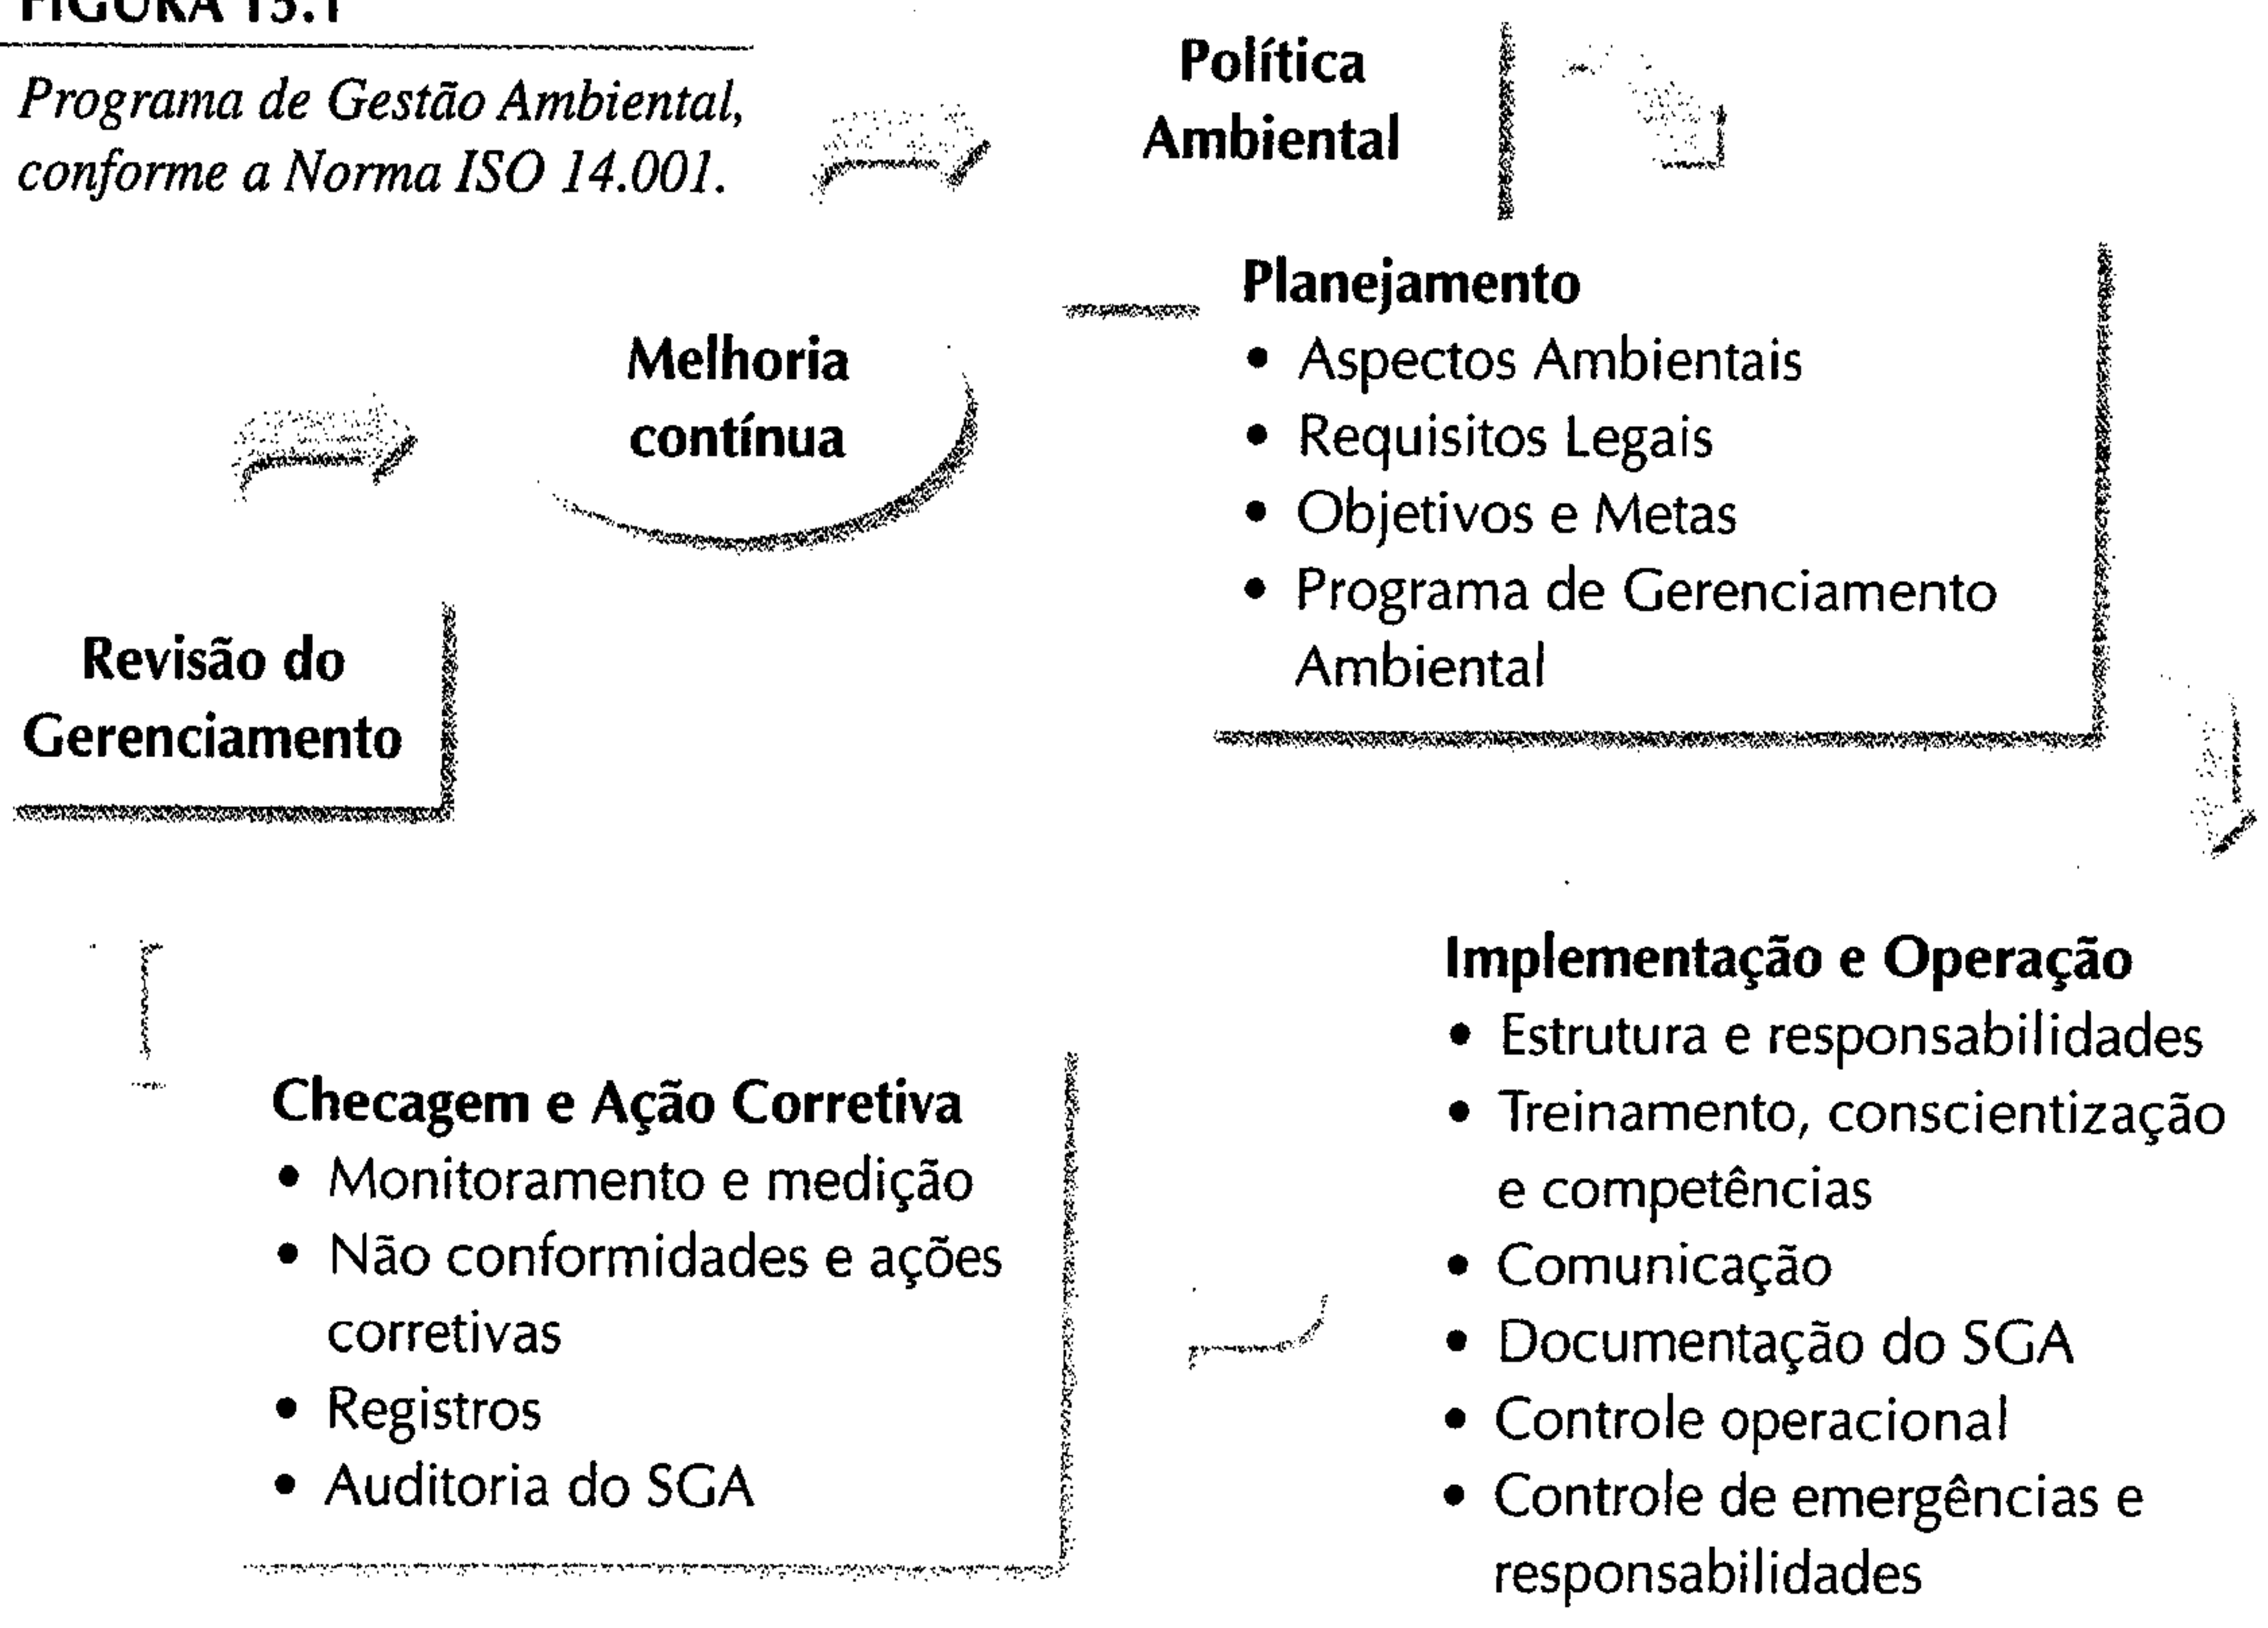 FIGURA 13.1
Programa de Gestão Ambiental,
conforme a Norma ISO 14.001.
Política
Ambiental
Planejamento
• Aspectos Ambientais
• Requisitos Legais
• Objetivos e Metas
• Programa de Gerenciamento
Ambiental
Melhoria
contínua
Revisão do
Gerenciamento
Implementação e Operação
• Estrutura e responsabilidades
• Treinamento, conscientização
e competências
• Comunicação
• Documentação do SGA
• Controle operacional
• Controle de emergências e
responsabilidades
Checagem e Ação Corretiva
• Monitoramento e medição
• Não conformidades e ações
corretivas
• Registros
• Auditoria do SGA